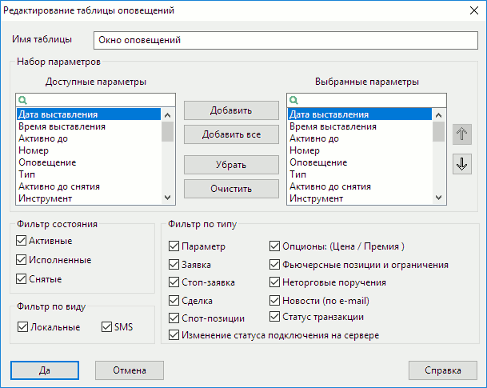 Редактирование таблицы оповещений
Имя таблицы
Окно оповещений
Набор параметров
Доступные параметры
Дата выставления
Время выставления
Активно до
Номер
Оповещение
Тип
Активно до снятия
Инструмент
Добавить
Добавить все
Убрать
Очистить
Выбранные параметры
Дата выставления
Время выставления
Активно до
Номер
Оповещение
Тип
Активно до снятия
Инструмент
Фильтр состояния
Активные
Исполненные
Снятые
Фильтр по виду
Локальные SMS
Фильтр по типу
Параметр
Заявка
Стоп-заявка
Сделка
Спот-позиции
Опционы: (Цена / Премия )
Фьючерсные позиции и ограничения
Неторговые поручения
Новости (по e-mail)
Статус транзакции
Изменение статуса подключения на сервере
Да Отмена Справка